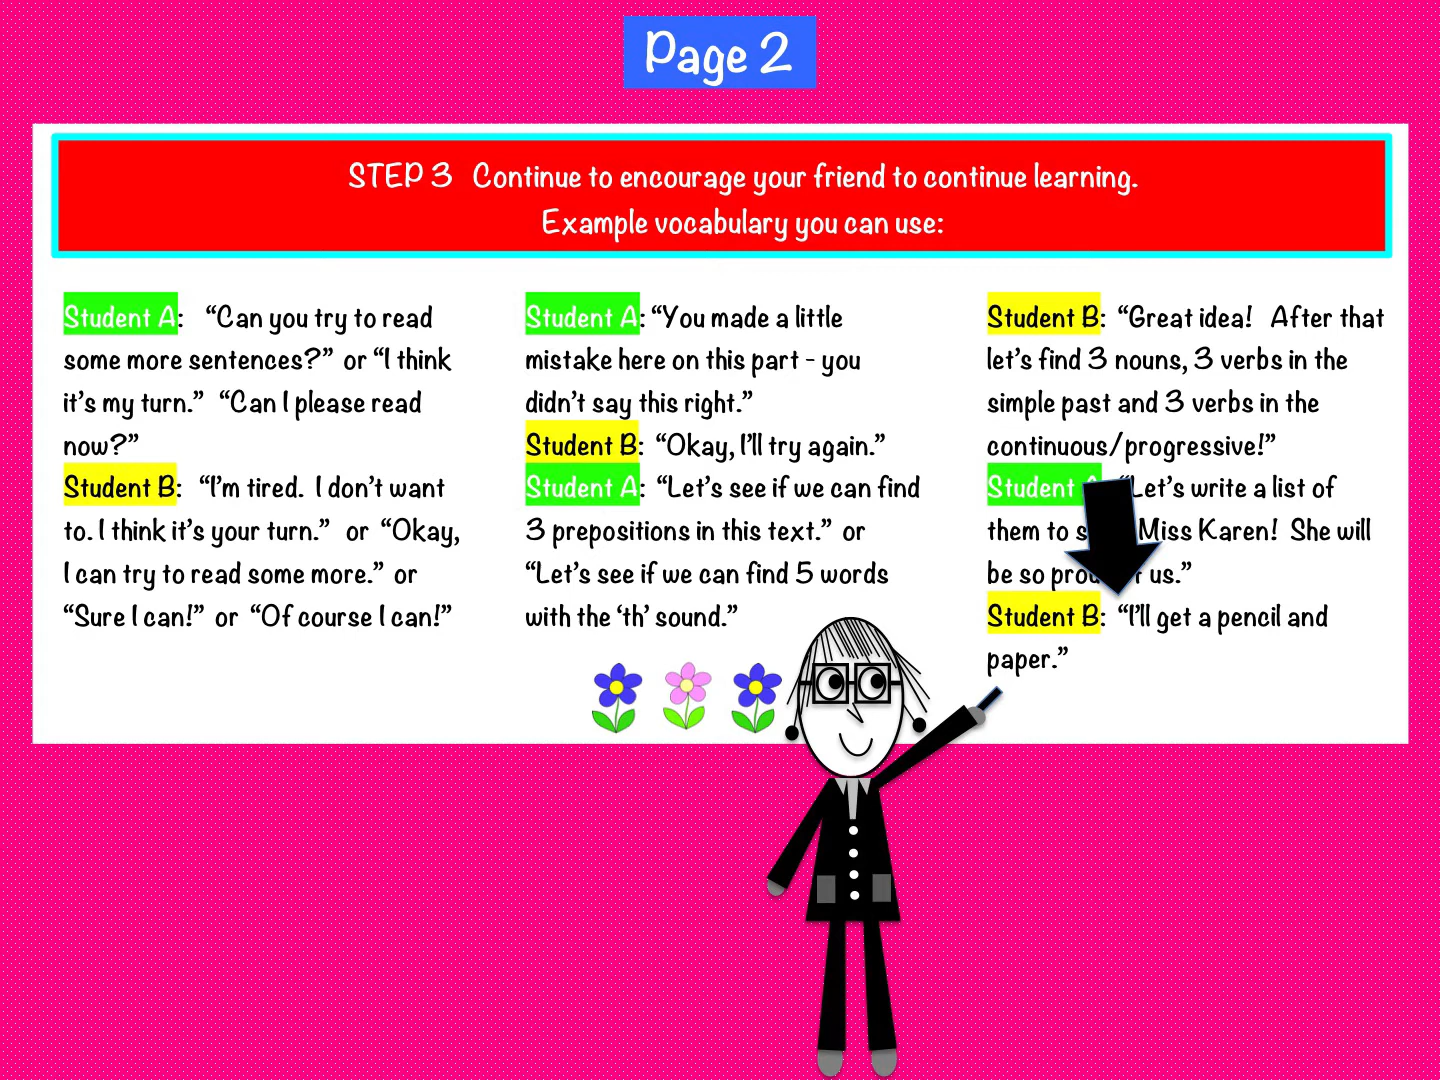 Page 2
STEP 3 Continue to encourage your friend to continue learning.
Example vocabulary you can use:
Student A: “Can you try to read
some more sentences?” or “I think
it’s my turn.” “Can I please read
now?”
Student B: “I’m tired. I don’t want
to. I think it’s your turn.” or “Okay,
I can try to read some more.” or
“Sure I can!” or “Of course I can!”
Student A: “You made a little
mistake here on this part - you
didn’t say this right.”
Student B: “Okay, I’ll try again.”
Student A: “Let’s see if we can find
3 prepositions in this text.” or
“Let’s see if we can find 5 words
with the ‘th’ sound.”
Student B: “Great idea! After that
let’s find 3 nouns, 3 verbs in the
simple past and 3 verbs in the
continuous/progressive!”
Student “Let’s write a list of
them to Miss Karen! She will
be so us.”
Student B: “I’ll get a pencil and
paper.”